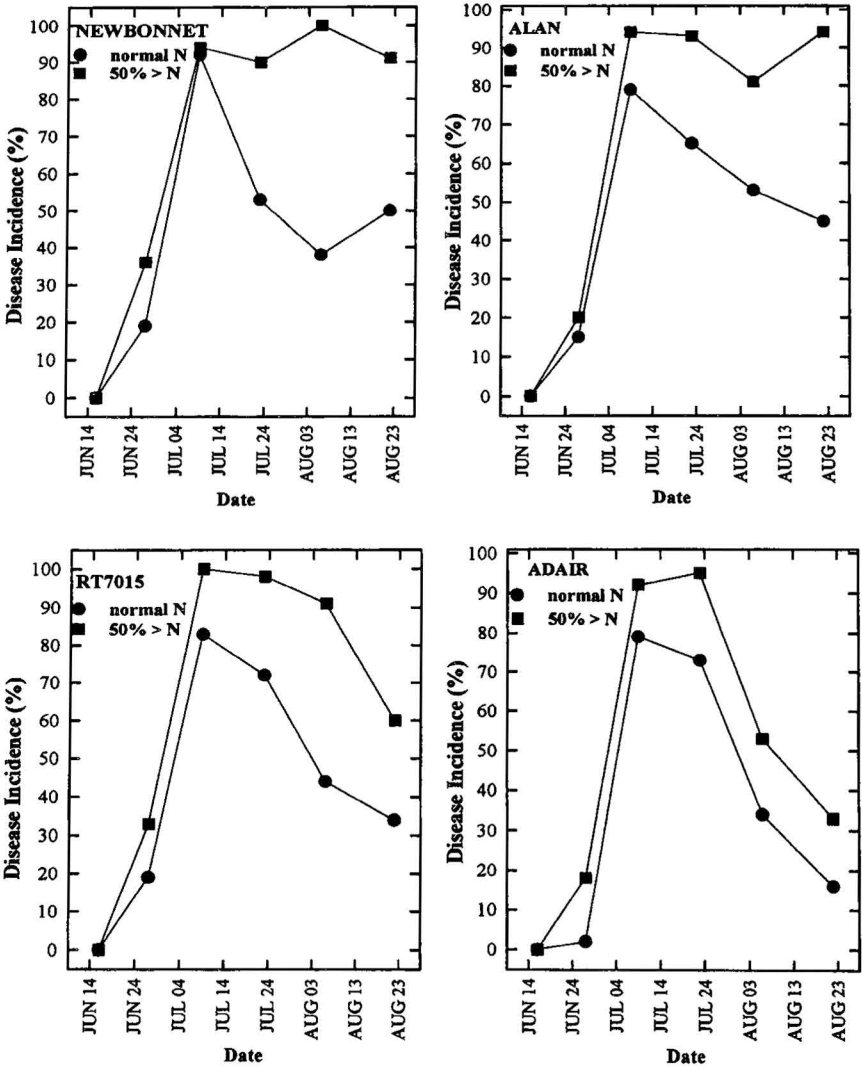 NEWBONNET
normal N
50% > N
Disease Incidence (%)
100
90
80
70
60
50
40
30
20
10
0
JUN 14
JUN 24
JUL 04
JUL 14
JUL 24
AUG 03
AUG 13
AUG 23
Date
ALAN
normal N
50% > N
Disease Incidence (%)
100
90
80
70
60
50
40
30
20
10
0
JUN 14
JUN 24
JUL 04
JUL 14
JUL 24
AUG 03
AUG 13
AUG 23
Date
RT7015
normal N
50% > N
Disease Incidence (%)
100
90
80
70
60
50
40
30
20
10
0
JUN 14
JUN 24
JUL 04
JUL 14
JUL 24
AUG 03
AUG 13
AUG 23
Date
ADAIR
normal N
50% > N
Disease Incidence (%)
100
90
80
70
60
50
40
30
20
10
0
JUN 14
JUN 24
JUL 04
JUL 14
JUL 24
AUG 03
AUG 13
AUG 23
Date